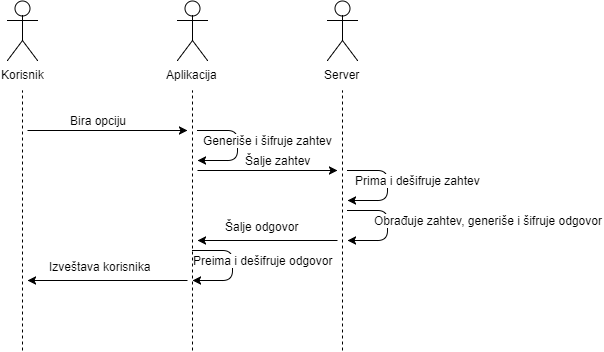 Korisnik
Aplikacija
Server
Bira opciju
Generiše i šifruje zahtev
Šalje zahtev
Prima i dešifruje zahtev
Obrađuje zahtev, generiše i šifruje odgovor
Šalje odgovor
Preima i dešifruje odgovor
Izveštava korisnika